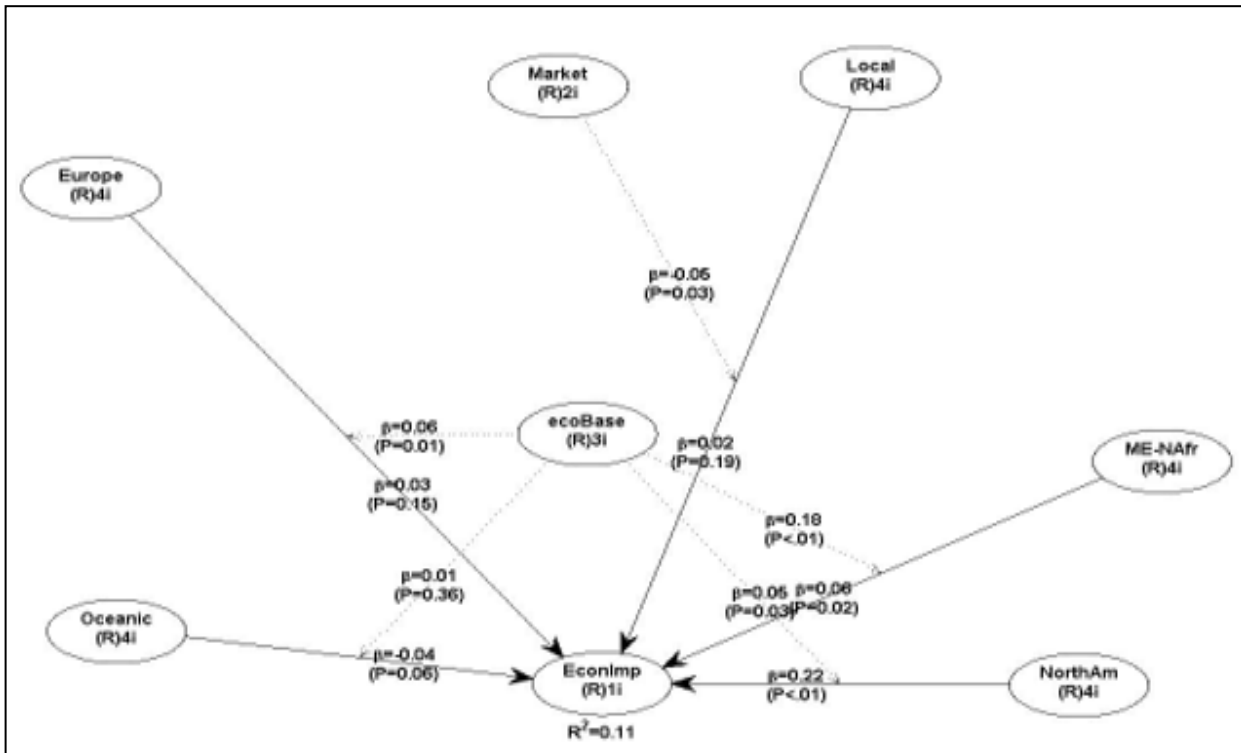 Market
(R)2i
Local
(R)4i
Europe
(R)4i
β=-0.05
(P=0.03)
ecoBase
(R)3i
β=0.06
(P=0.01)
β=0.02
(P=0.19)
ME-NAfr
(R)4i
β=0.03
(P=0.15)
β=0.18
(P<.01)
β=0.01
(P=0.36)
β=0.05
(P=0.03)
β=0.06
(P=0.02)
Oceanic
(R)4i
β=-0.04
(P=0.06)
EconImp
(R)1i
β=0.22
(P<.01)
NorthAm
(R)4i
R²=0.11